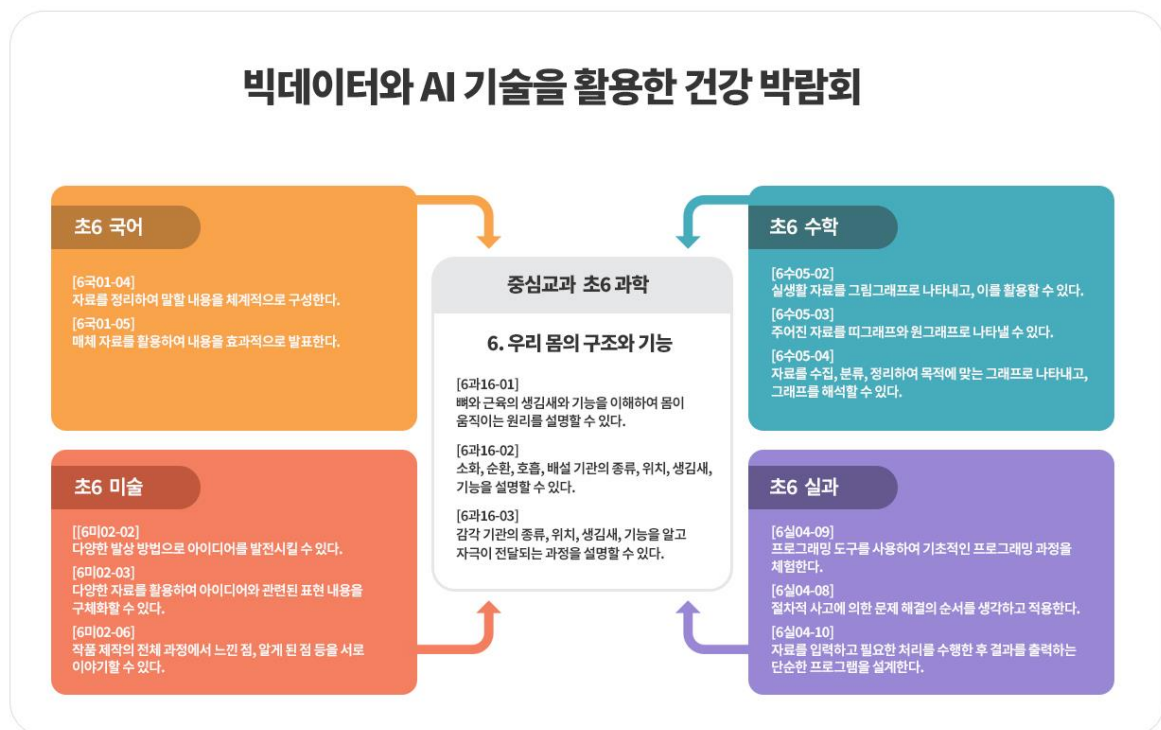 빅데이터와 AI 기술을 활용한 건강 박람회
초6 국어
[6국01-04]
자료를 정리하여 말할 내용을 체계적으로 구성한다.
[6국01-05]
매체 자료를 활용하여 내용을 효과적으로 발표한다.
초6 수학
[6수05-02]
실생활 자료를 그림그래프로 나타내고, 이를 활용할 수 있다.
[6수05-03]
주어진 자료를 띠그래프와 원그래프로 나타낼 수 있다.
[6수05-04]
자료를 수집, 분류, 정리하여 목적에 맞는 그래프로 나타내고,
그래프를 해석할 수 있다.
중심교과 초6 과학
6. 우리 몸의 구조와 기능
[6과16-01]
뼈와 근육의 생김새와 기능을 이해하여 몸이
움직이는 원리를 설명할 수 있다.
[6과16-02]
소화, 순환, 호흡, 배설 기관의 종류, 위치, 생김새,
기능을 설명할 수 있다.
[6과16-03]
감각 기관의 종류, 위치, 생김새, 기능을 알고
자극이 전달되는 과정을 설명할 수 있다.
초6 미술
[[6미02-02]
다양한 발상 방법으로 아이디어를 발전시킬 수 있다.
[6미02-03]
다양한 자료를 활용하여 아이디어와 관련된 표현 내용을
구체화할 수 있다.
[6미02-06]
작품 제작의 전체 과정에서 느낀 점, 알게 된 점 등을 서로
이야기할 수 있다.
초6 실과
[6실04-09]
프로그래밍 도구를 사용하여 기초적인 프로그래밍 과정을
체험한다.
[6실04-08]
절차적 사고에 의한 문제 해결의 순서를 생각하고 적용한다.
[6실04-10]
자료를 입력하고 필요한 처리를 수행한 후 결과를 출력하는
단순한 프로그램을 설계한다.